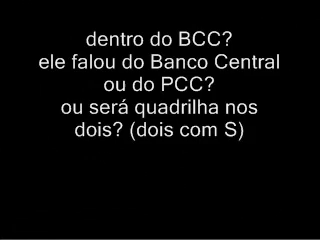 dentro do BCC?
ele falou do Banco Central
ou do PCC?
ou será quadrilha nos
dois? (dois com S)